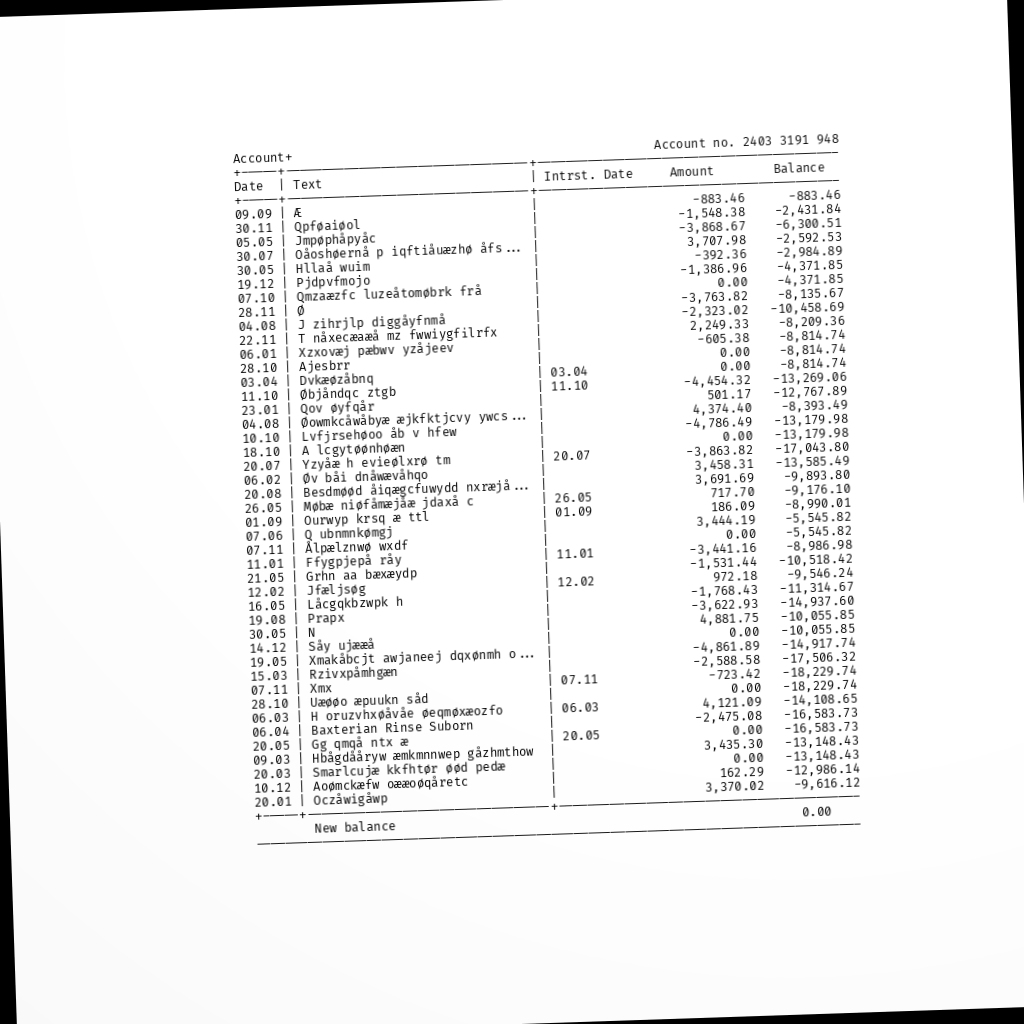 Account+ Account no. 2403 3191 948
Date | Text | Intrst. Date Amount Balance
09.09 | Æ | -883.46 -883.46
30.11 | Qpføaiøol | -1,548.38 -2,431.84
05.05 | Jmpøphåpyåc | -3,868.67 -6,300.51
30.07 | Oåoshøernå p iqftiåuæzhø åfs... | 3,707.98 -2,592.53
30.05 | Hllaå wuim | -392.36 -2,984.89
19.12 | Pjdpvfmojo | -1,386.96 -4,371.85
07.10 | Qmzaæzfc luzeåtomøbrk frå | 0.00 -4,371.85
28.11 | Ø | -3,763.82 -8,135.67
04.08 | J zihrjlp diggåyfnmå | -2,323.02 -10,458.69
22.11 | T nåxecæaæå mz fwwiygfilrfx | 2,249.33 -8,209.36
06.01 | Xzxovæj pæbwv yzåjeev | -605.38 -8,814.74
28.10 | Ajesbrr | 0.00 -8,814.74
03.04 | Dvkæøzåbnq | 03.04 0.00 -8,814.74
11.10 | Øbjåndqc ztgb | 11.10 -4,454.32 -13,269.06
23.01 | Qov øyfqår | 501.17 -12,767.89
04.08 | Øowmkcåwåbyæ æjkfktjcvy ywcs... | 4,374.40 -8,393.49
10.10 | Lvfjrsehøoo åb v hfew | -4,786.49 -13,179.98
18.10 | A lcgytøønhøæn | 0.00 -13,179.98
20.07 | Yzyåæ h evieølxrø tm | 20.07 -3,863.82 -17,043.80
06.02 | Øv båi dnåwævåhqo | 3,458.31 -13,585.49
20.08 | Besdmøød åiqægcfuwydd nxræjå... | 3,691.69 -9,893.80
26.05 | Møbæ niøfåmæjåæ jdaxå c | 26.05 717.70 -9,176.10
01.09 | Ourwyp krsq æ ttl | 01.09 186.09 -8,990.01
07.06 | Q ubnmnkømgj | 3,444.19 -5,545.82
07.11 | Ålpælznwø wxdf | 0.00 -5,545.82
11.01 | Ffygpjepå råy | 11.01 -3,441.16 -8,986.98
21.05 | Grhn aa bæxæydp | -1,531.44 -10,518.42
12.02 | Jfæljsøg | 12.02 972.18 -9,546.24
16.05 | Låcgqkbzwpk h | -1,768.43 -11,314.67
19.08 | Prapx | -3,622.93 -14,937.60
30.05 | N | 4,881.75 -10,055.85
14.12 | Såy ujææå | 0.00 -10,055.85
19.05 | Xmakåbcjt awjaneej dqxønmh o... | -4,861.89 -14,917.74
15.03 | Rzivxpåmhgæn | -2,588.58 -17,506.32
07.11 | Xmx | 07.11 -723.42 -18,229.74
28.10 | Uæøøo æpuukn såd | 0.00 -18,229.74
06.03 | H oruzvhxøåvåe øeqmøxæozfo | 06.03 4,121.09 -14,108.65
06.04 | Baxterian Rinse Suborn | -2,475.08 -16,583.73
20.05 | Gg qmqå ntx æ | 20.05 0.00 -16,583.73
09.03 | Hbågdååryw æmkmnnwep gåzhmthow | 3,435.30 -13,148.43
20.03 | Smarlcujæ kkfhtør øød pedæ | 0.00 -13,148.43
10.12 | Aoømckæfw oææoøqåretc | 162.29 -12,986.14
20.01 | Oczåwigåwp | 3,370.02 -9,616.12
New balance 0.00